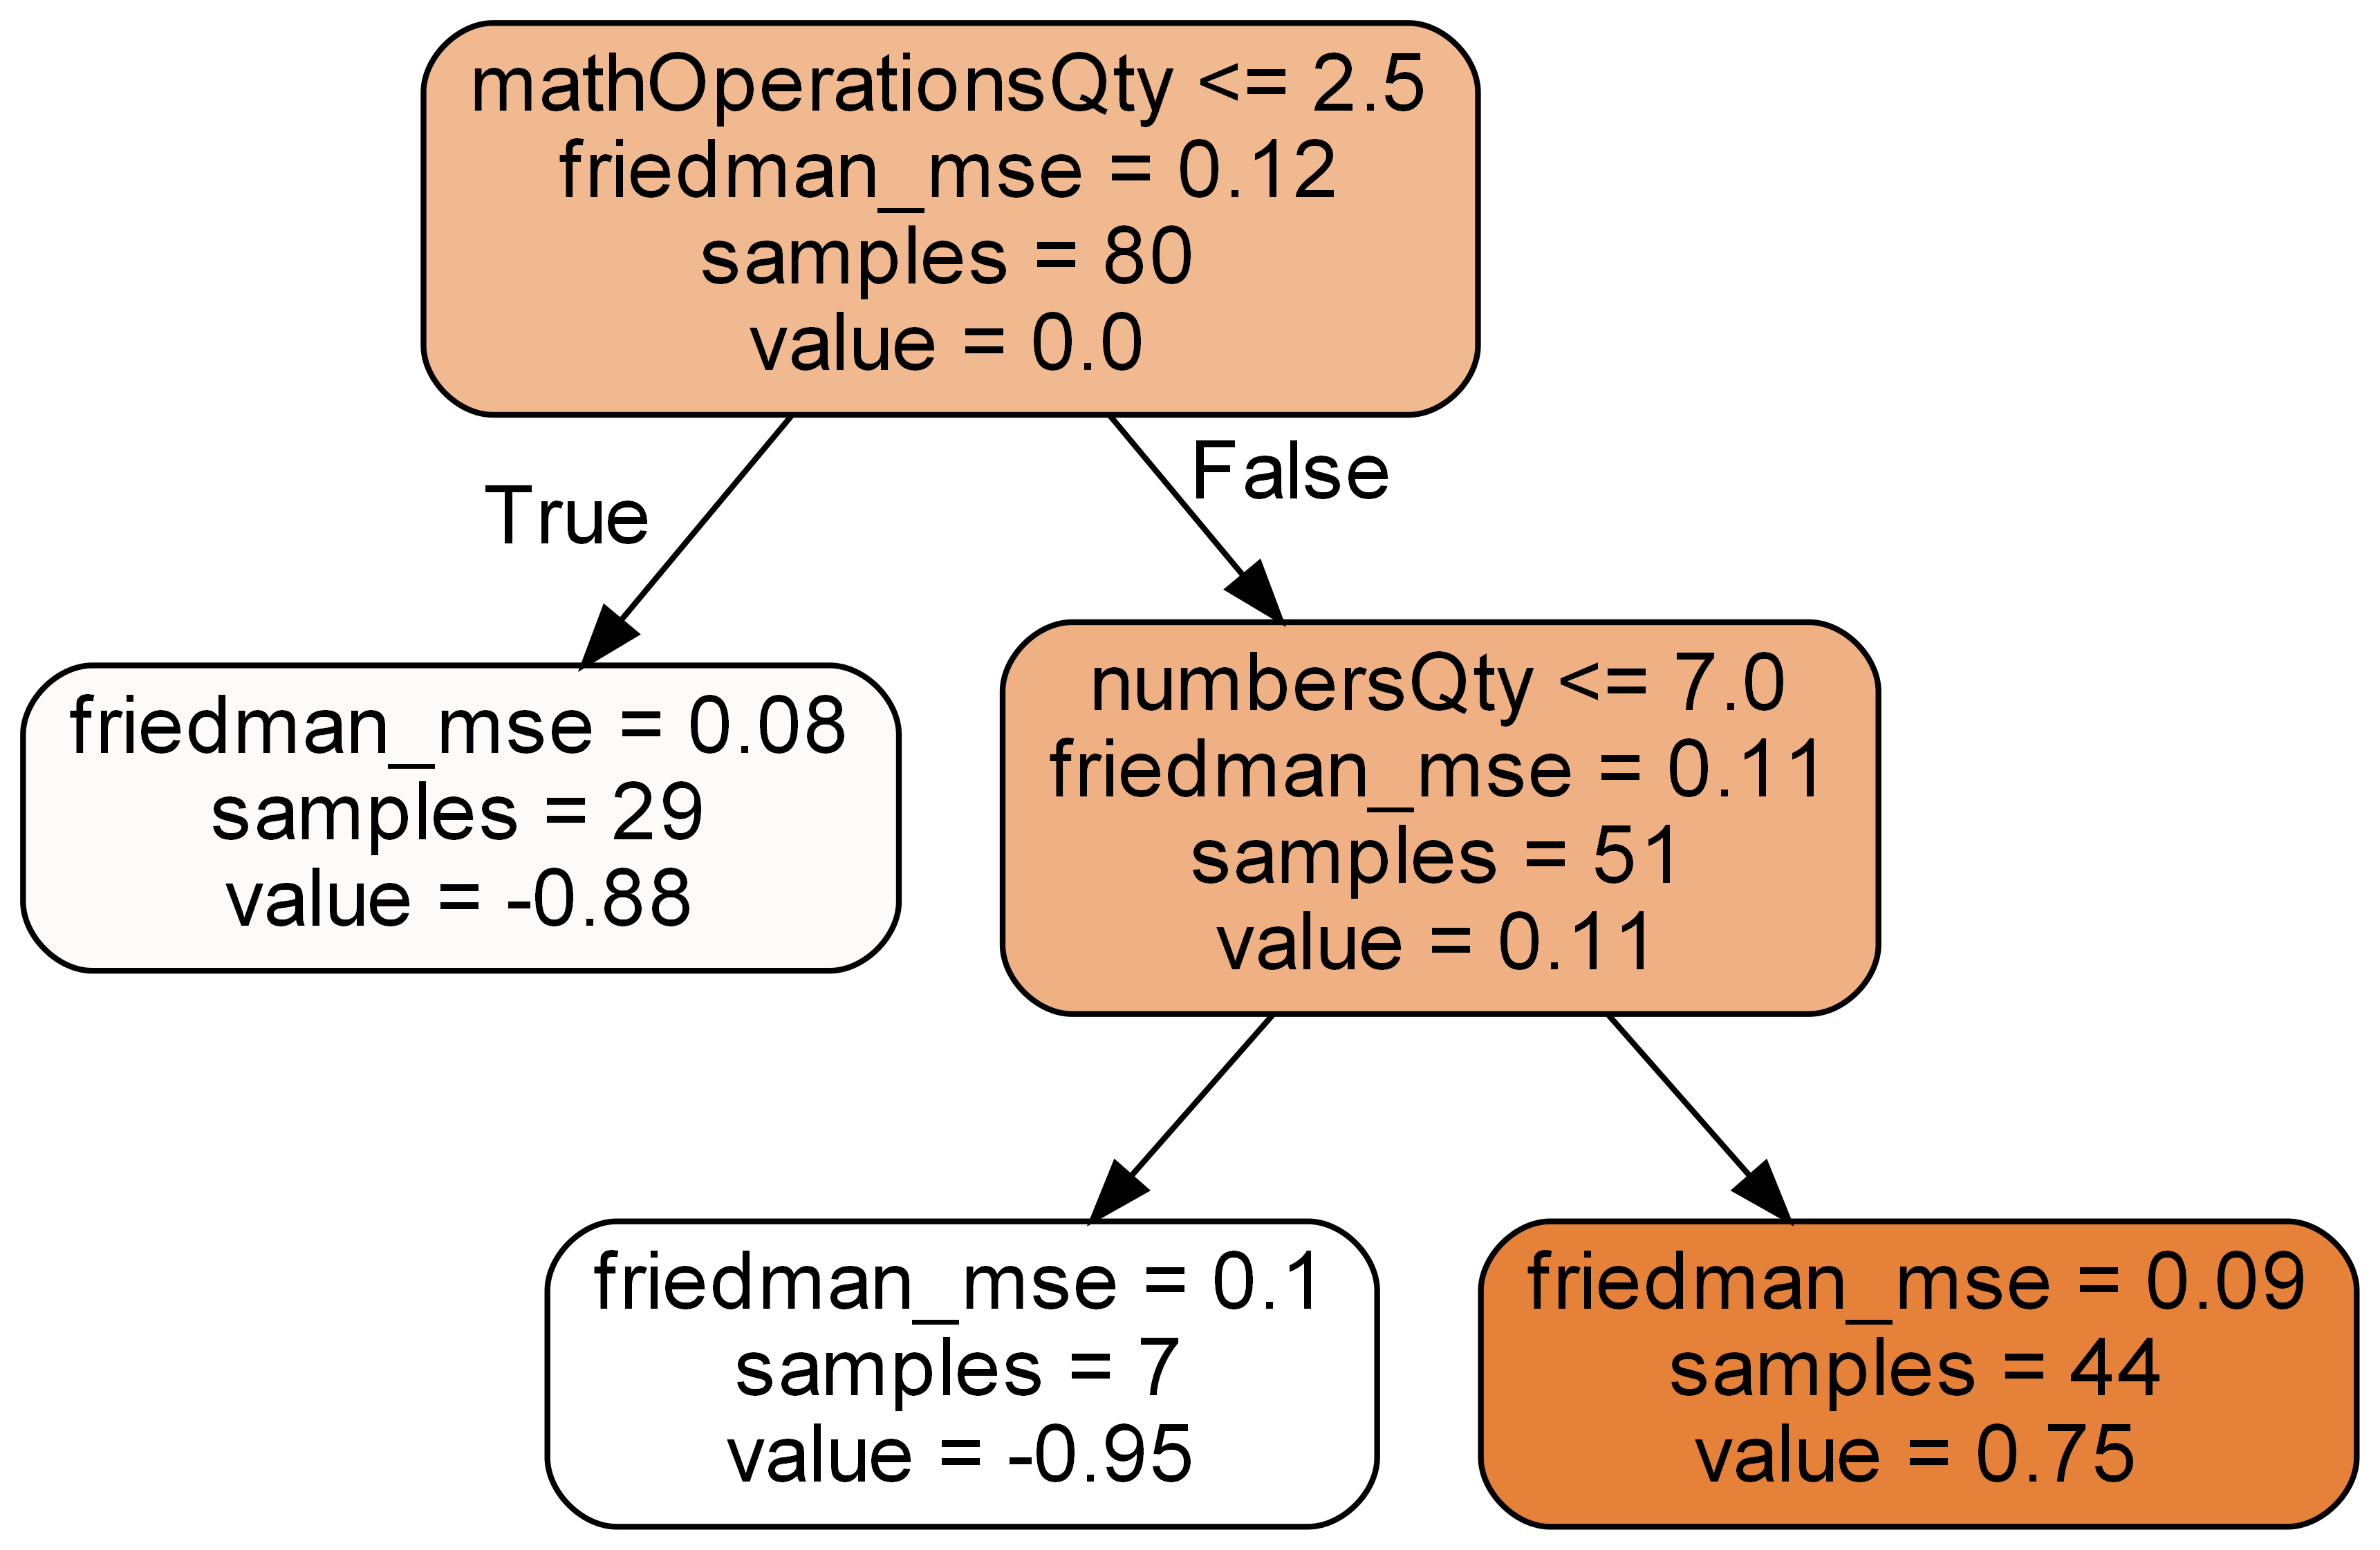 mathOperationsQty <= 2.5
friedman_mse = 0.12
samples = 80
value = 0.0
True
False
friedman_mse = 0.08
samples = 29
value = -0.88
numbersQty <= 7.0
friedman_mse = 0.11
samples = 51
value = 0.11
friedman_mse = 0.1
samples = 7
value = -0.95
friedman_mse = 0.09
samples = 44
value = 0.75